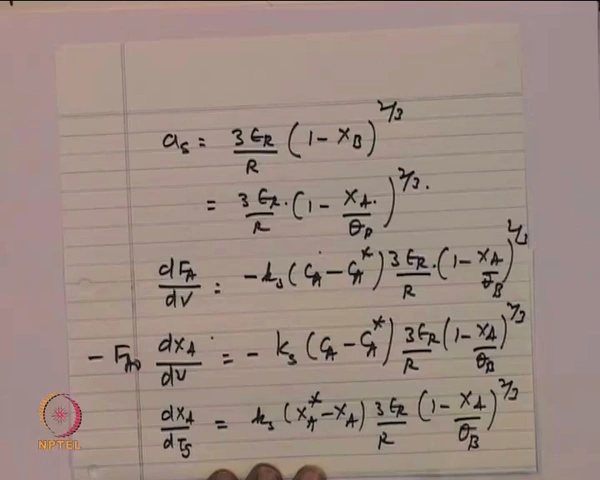 a_s = 3ε_R/R (1 - X_B)^2/3
= 3ε_R/R · (1 - X_A/θ_B)^2/3.
dF_A/dV = -k_s (C_A - C_A^*) 3ε_R/R · (1 - X_A/θ_B)^2/3
- F_A0 dX_A/dV = - k_s (C_A - C_A^*) 3ε_R/R (1 - X_A/θ_B)^2/3
dX_A/dt_s = k_s (X_A^* - X_A) 3ε_R/R (1 - X_A/θ_B)^2/3
NPTEL